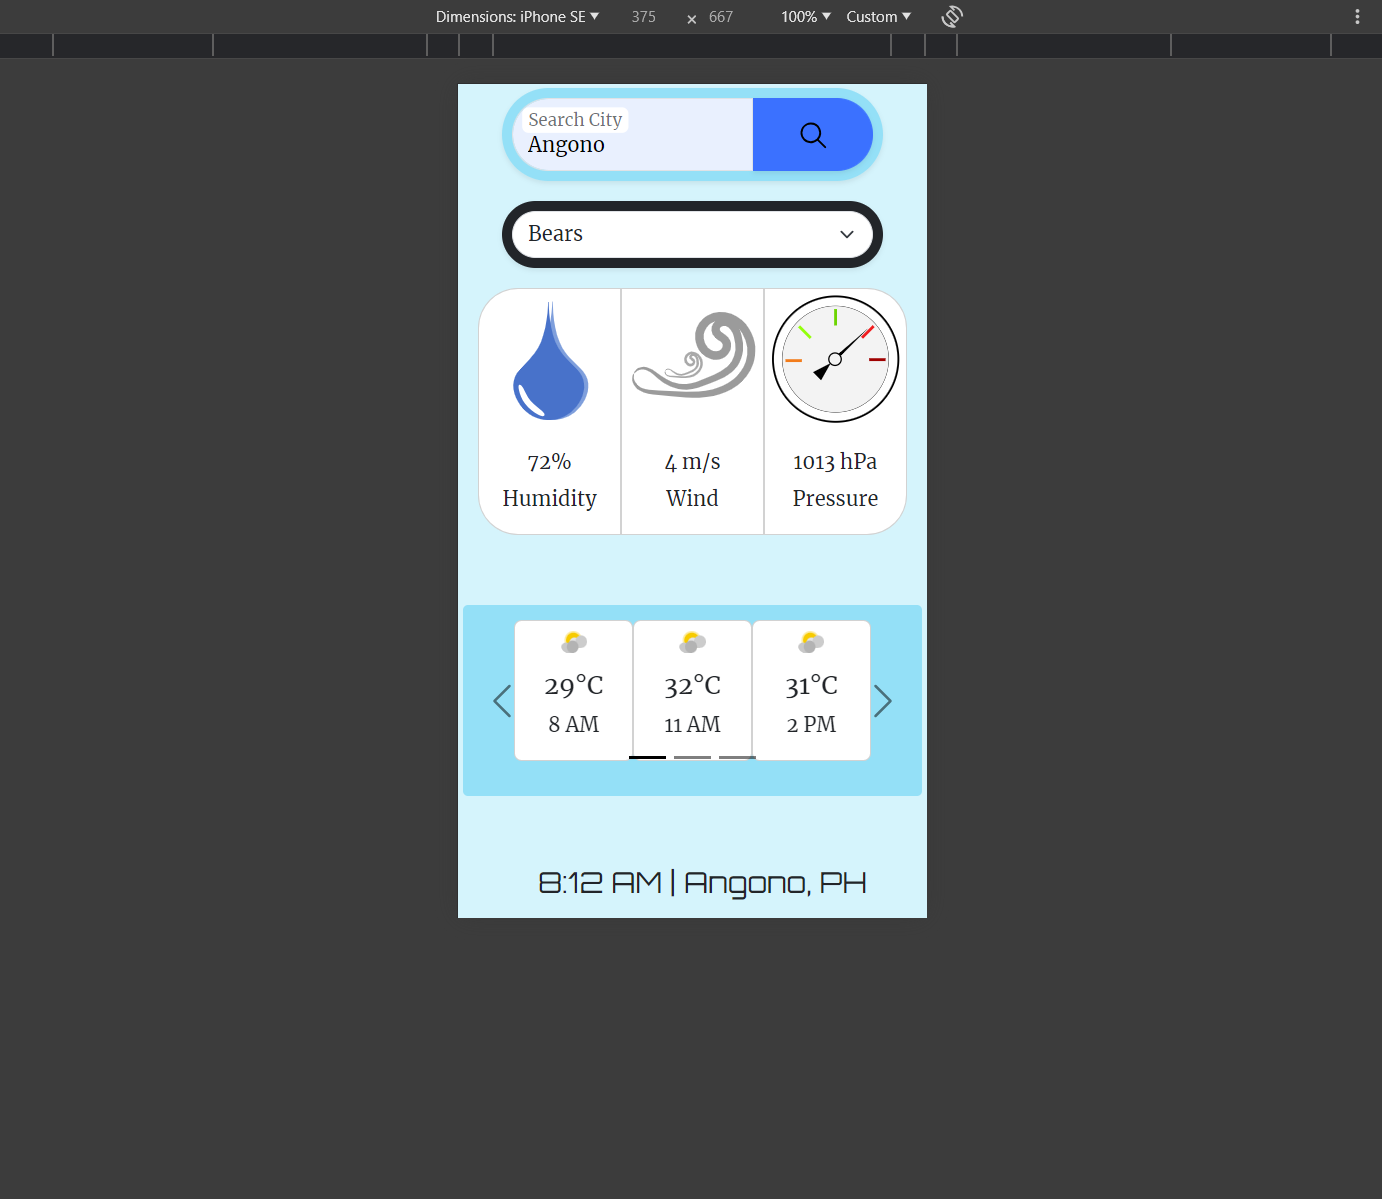 Dimensions: iPhone SE ▼ 375 × 667 100% ▼ Custom ▼
Search City
Angono
Bears
72% 4 m/s 1013 hPa
Humidity Wind Pressure
29°C 32°C 31°C
8 AM 11 AM 2 PM
8:12 AM | Angono, PH